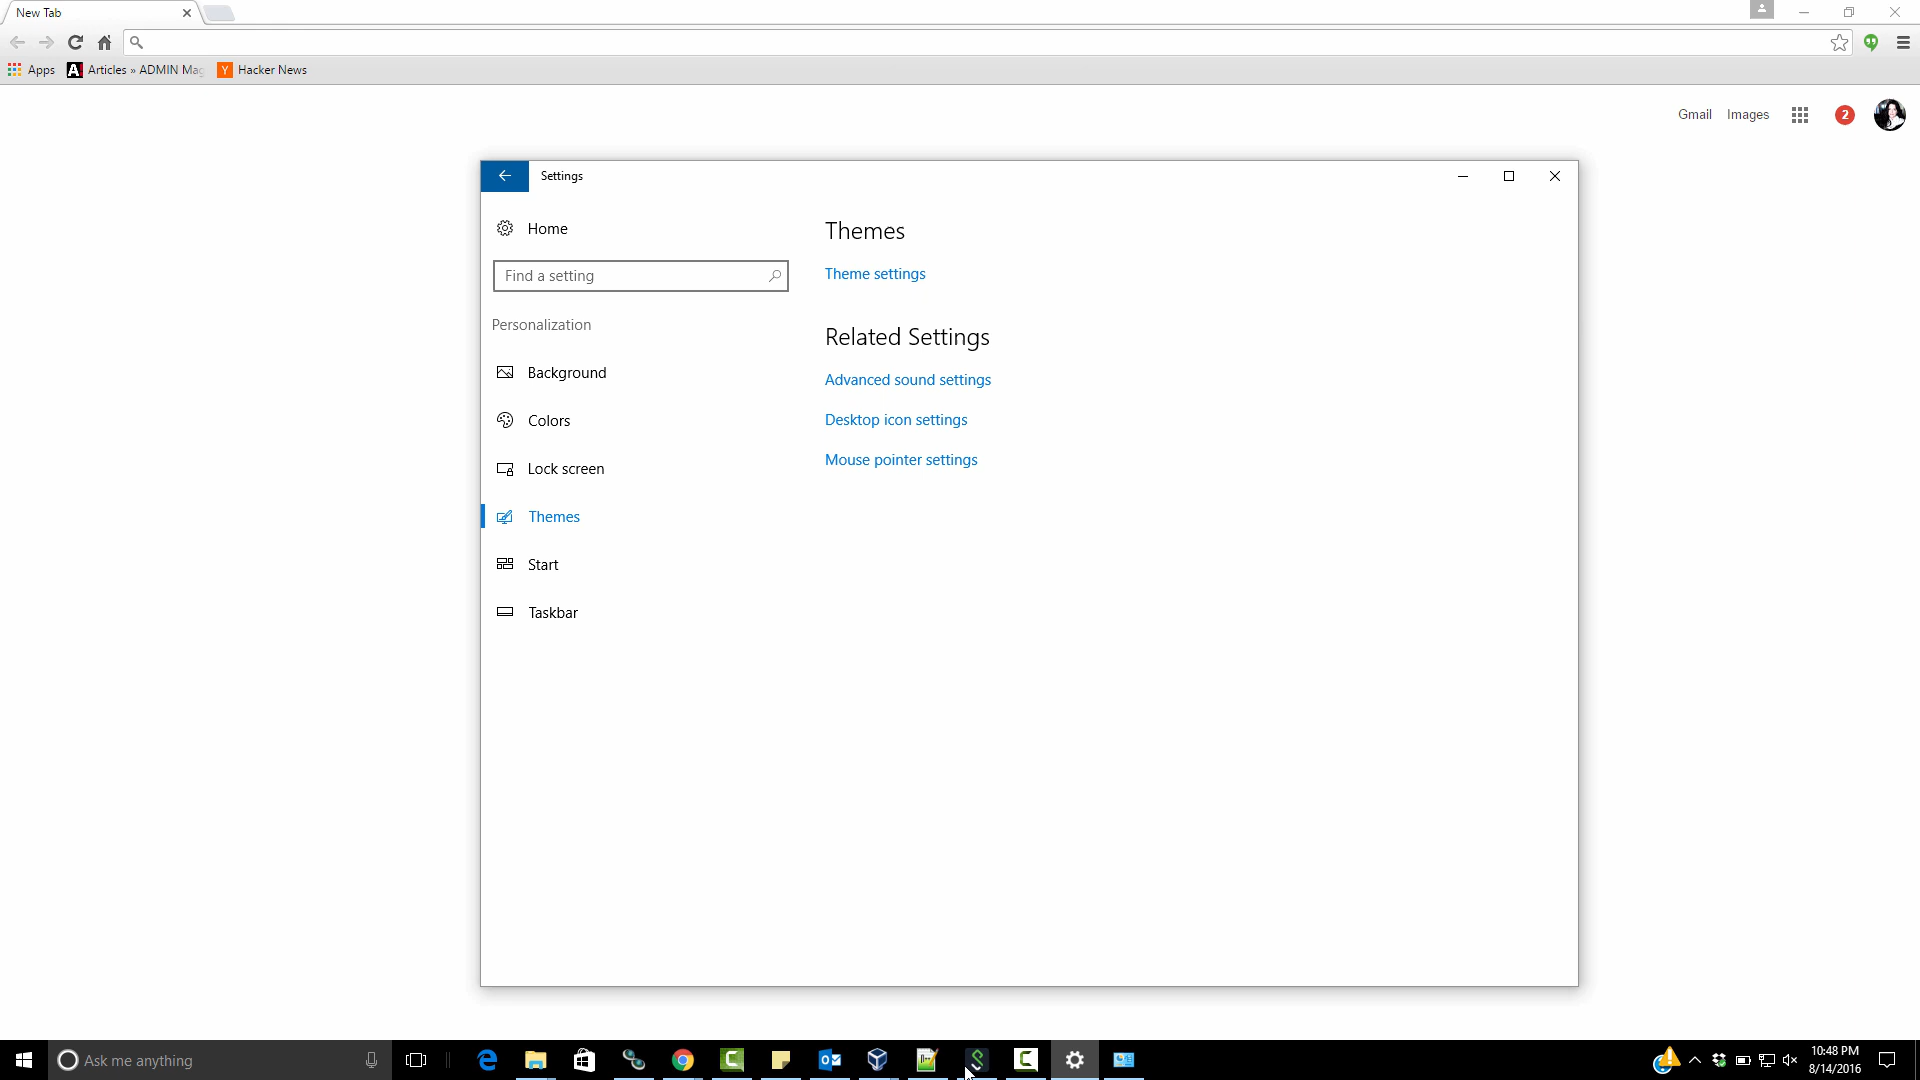 New Tab
Apps
Articles » ADMIN Mag
Hacker News
Gmail Images 2
Settings
Home
Find a setting
Personalization
Background
Colors
Lock screen
Themes
Start
Taskbar
Themes
Theme settings
Related Settings
Advanced sound settings
Desktop icon settings
Mouse pointer settings
Ask me anything
10:48 PM
8/14/2016